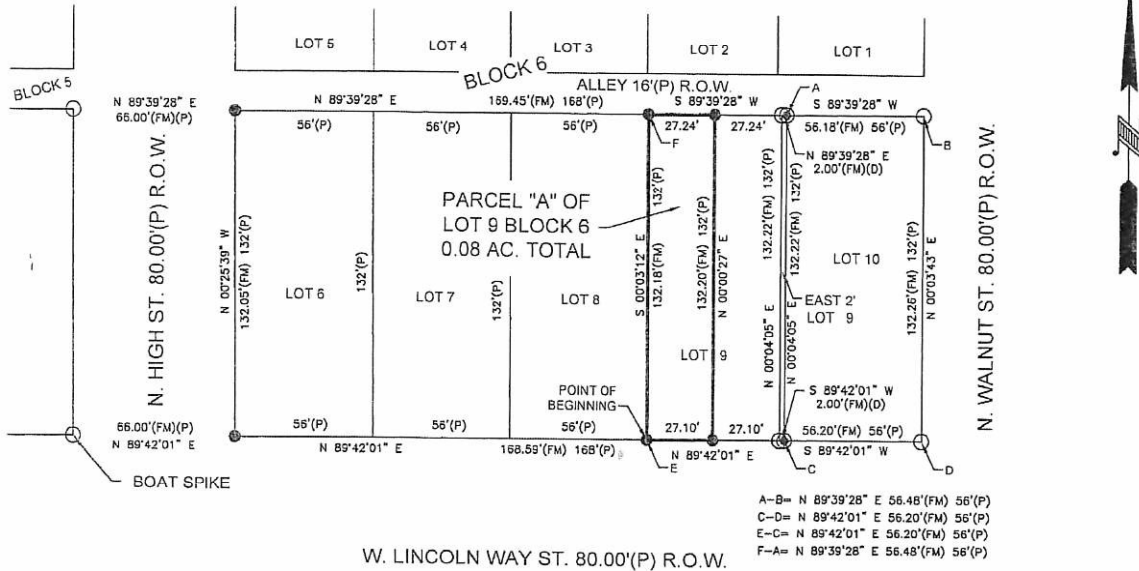 LOT 5
LOT 4
LOT 3
LOT 2
LOT 1
BLOCK 5
BLOCK 6
ALLEY 16'(P) R.O.W.
A
N 89°39'28" E
66.00'(FM)(P)
N 89°39'28" E
169.45'(FM) 168'(P)
S 89°39'28" W
S 89°39'28" W
56'(P)
56'(P)
56'(P)
27.24'
27.24'
56.18'(FM) 56'(P)
F
B
N 89°39'28" E
2.00'(FM)(D)
N. HIGH ST. 80.00'(P) R.O.W.
N 00°25'39" W
132.05'(FM) 132'(P)
132'(P)
132'(P)
PARCEL "A" OF
LOT 9 BLOCK 6
0.08 AC. TOTAL
S 00°03'12" E
132.18'(FM)
132'(P)
132.20'(FM) 132'(P)
N 00°00'27" E
132.22'(FM) 132'(P)
N 00°04'05" E
132.22'(FM) 132'(P)
N 00°04'05" E
LOT 10
132.26'(FM) 132'(P)
N 00°03'43" E
N. WALNUT ST. 80.00'(P) R.O.W.
LOT 6
LOT 7
LOT 8
EAST 2'
LOT 9
LOT 9
POINT OF
BEGINNING
S 89°42'01" W
2.00'(FM)(D)
66.00'(FM)(P)
N 89°42'01" E
56'(P)
56'(P)
56'(P)
27.10'
27.10'
56.20'(FM) 56'(P)
N 89°42'01" E
168.59'(FM) 168'(P)
N 89°42'01" E
S 89°42'01" W
E
C
D
BOAT SPIKE
A-B= N 89°39'28" E 56.48'(FM) 56'(P)
C-D= N 89°42'01" E 56.20'(FM) 56'(P)
E-C= N 89°42'01" E 56.20'(FM) 56'(P)
F-A= N 89°39'28" E 56.48'(FM) 56'(P)
W. LINCOLN WAY ST. 80.00'(P) R.O.W.